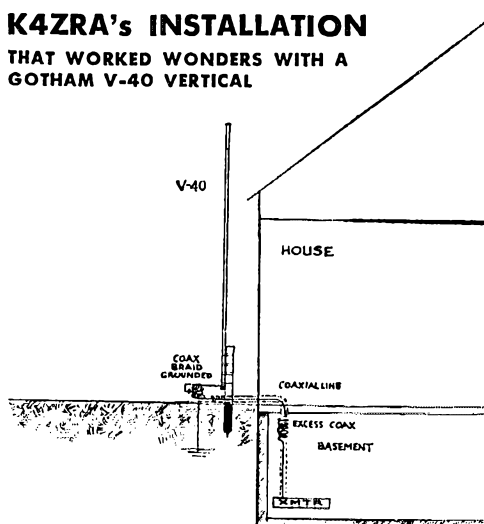 K4ZRA's INSTALLATION
THAT WORKED WONDERS WITH A
GOTHAM V-40 VERTICAL
V-40
HOUSE
COAX
BRAID
GROUNDED
COAXIAL LINE
EXCESS COAX
BASEMENT
XMTR